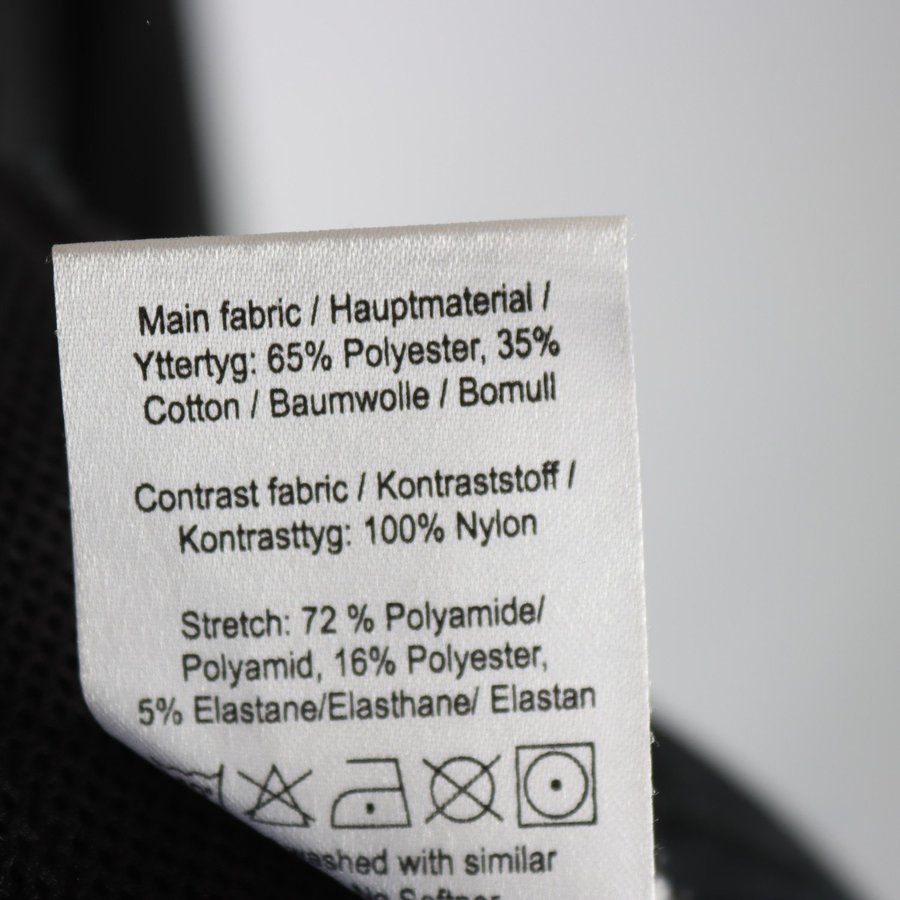 Main fabric / Hauptmaterial /
Yttertyg: 65% Polyester, 35%
Cotton / Baumwolle / Bomull
Contrast fabric / Kontraststoff /
Kontrasttyg: 100% Nylon
Stretch: 72 % Polyamide/
Polyamid, 16% Polyester,
5% Elastane/Elasthane/ Elastan
with similar